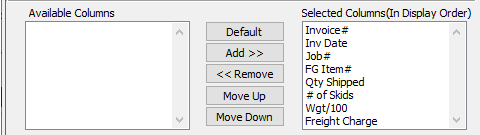 Available Columns
Default
Add >>
<< Remove
Move Up
Move Down
Selected Columns(In Display Order)
Invoice#
Inv Date
Job#
FG Item#
Qty Shipped
# of Skids
Wgt/100
Freight Charge